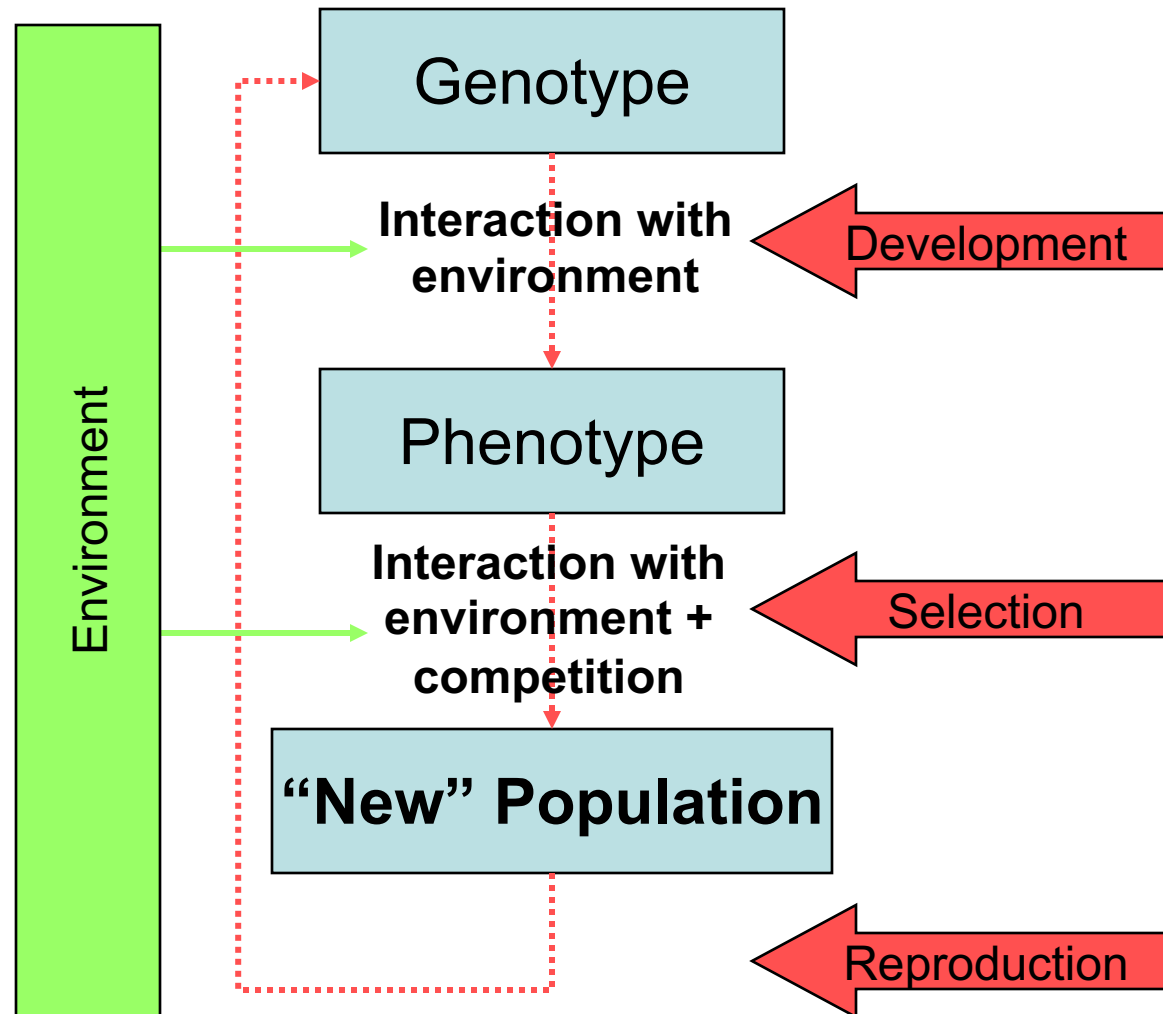 Genotype
Interaction with
environment
Development
Environment
Phenotype
Interaction with
environment +
competition
Selection
“New” Population
Reproduction